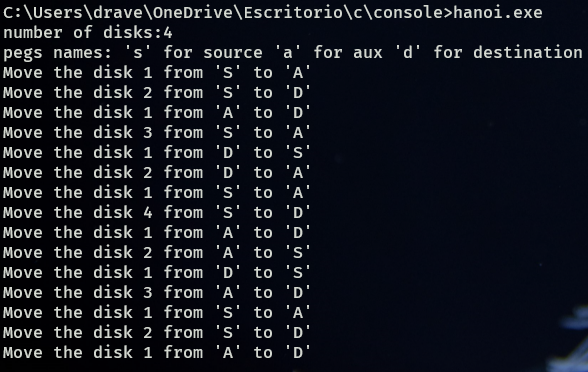 C:\Users\drave\OneDrive\Escritorio\c\console>hanoi.exe
number of disks:4
pegs names: 's' for source 'a' for aux 'd' for destination
Move the disk 1 from 'S' to 'A'
Move the disk 2 from 'S' to 'D'
Move the disk 1 from 'A' to 'D'
Move the disk 3 from 'S' to 'A'
Move the disk 1 from 'D' to 'S'
Move the disk 2 from 'D' to 'A'
Move the disk 1 from 'S' to 'A'
Move the disk 4 from 'S' to 'D'
Move the disk 1 from 'A' to 'D'
Move the disk 2 from 'A' to 'S'
Move the disk 1 from 'D' to 'S'
Move the disk 3 from 'A' to 'D'
Move the disk 1 from 'S' to 'A'
Move the disk 2 from 'S' to 'D'
Move the disk 1 from 'A' to 'D'